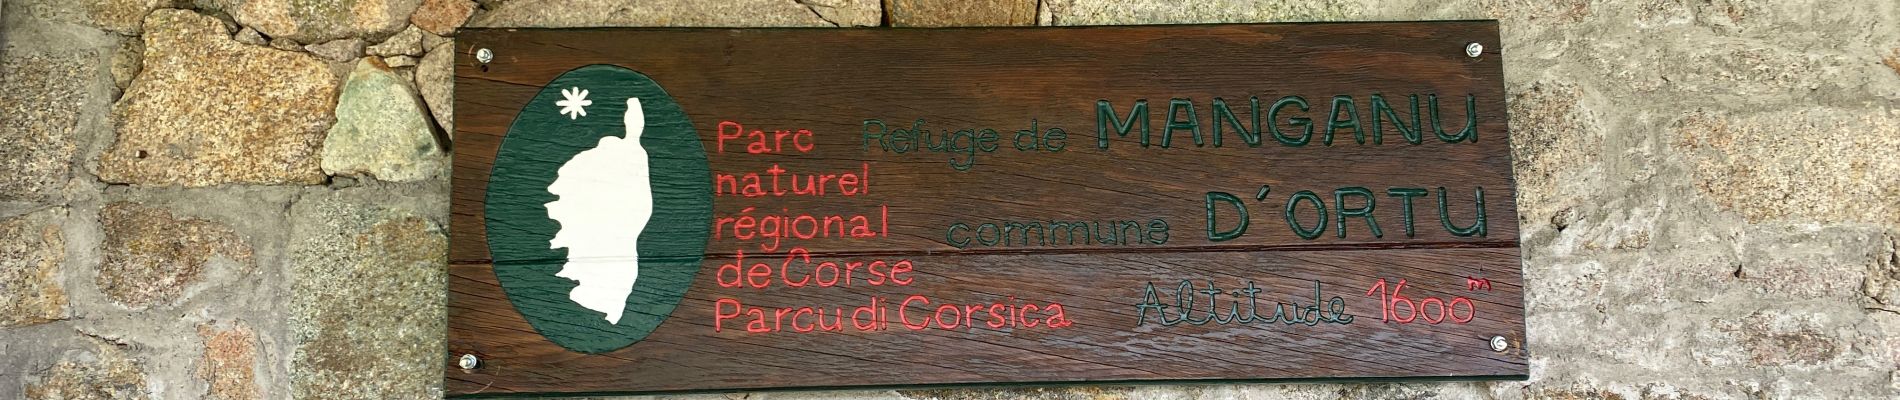 Parc
naturel
régional
de Corse
Parcu di Corsica
Refuge de MANGANU
commune D'ORTU
Altitude 1600m